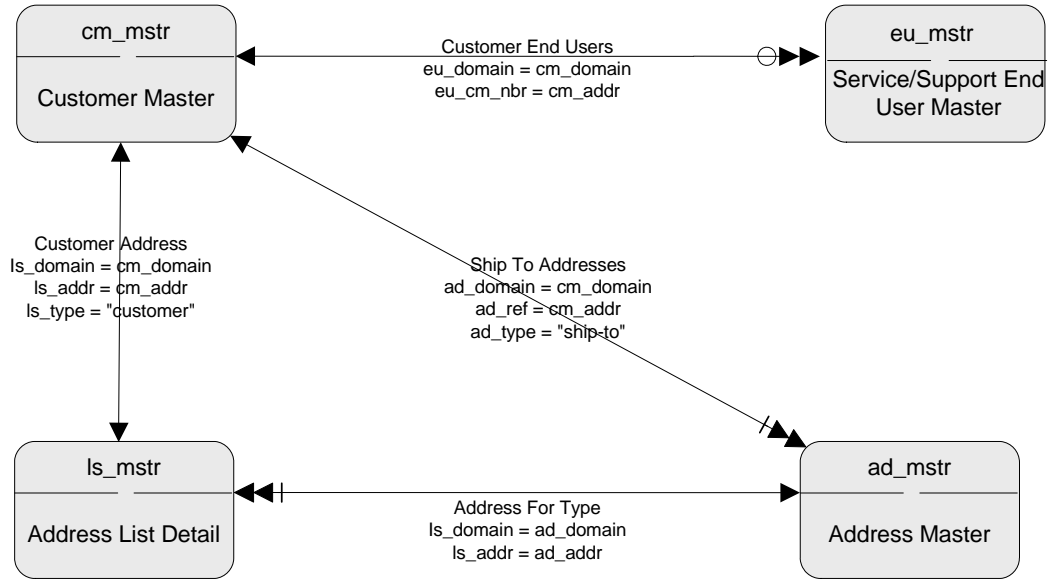 cm_mstr
Customer Master
Customer End Users
eu_domain = cm_domain
eu_cm_nbr = cm_addr
eu_mstr
Service/Support End
User Master
Customer Address
ls_domain = cm_domain
ls_addr = cm_addr
ls_type = "customer"
Ship To Addresses
ad_domain = cm_domain
ad_ref = cm_addr
ad_type = "ship-to"
ls_mstr
Address List Detail
Address For Type
ls_domain = ad_domain
ls_addr = ad_addr
ad_mstr
Address Master